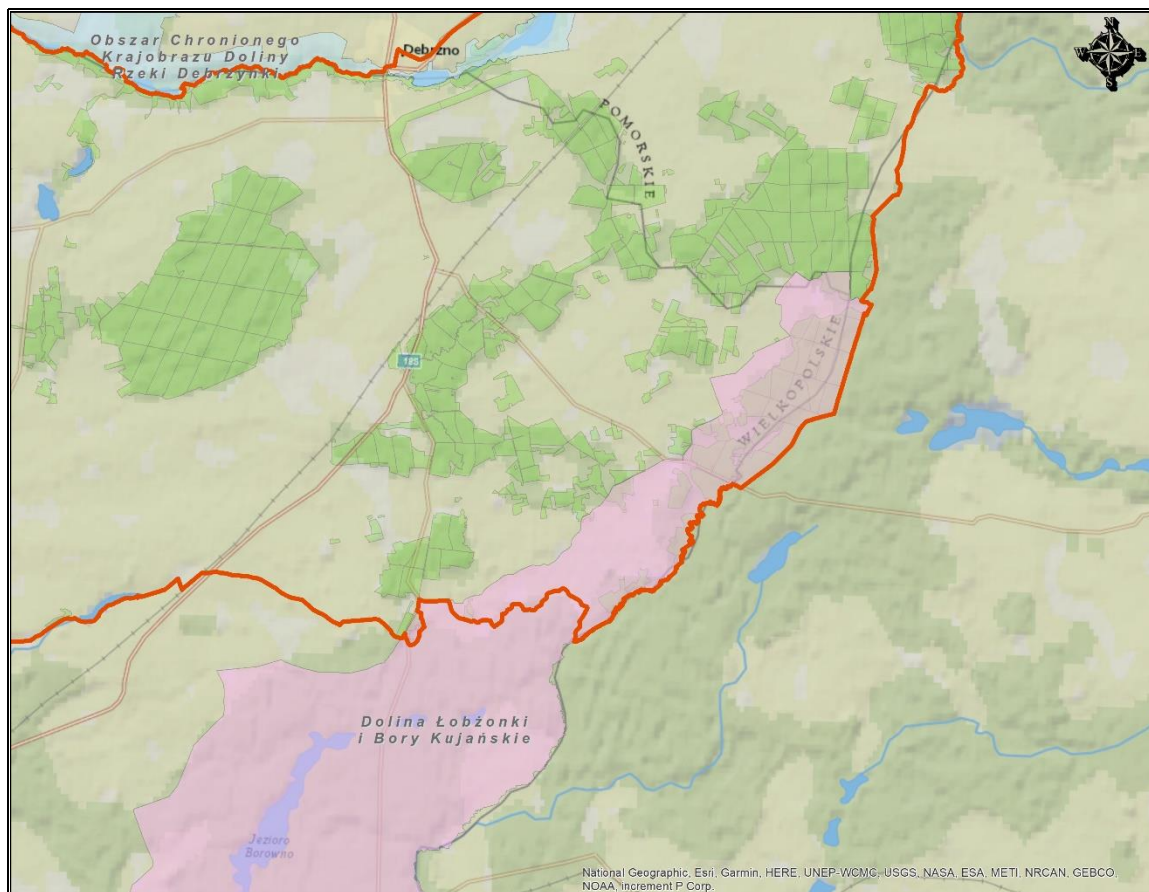 Obszar Chronionego
Krajobrazu Doliny
Rzeki Debrzynki
Debrzno
N
W
E
S
POMORSKIE
185
WIELKOPOLSKIE
Dolina Łobżonki
i Bory Kujańskie
Jezioro
Borowno
National Geographic, Esri, Garmin, HERE, UNEP-WCMC, USGS, NASA, ESA, METI, NRCAN, GEBCO,
NOAA, increment P Corp.